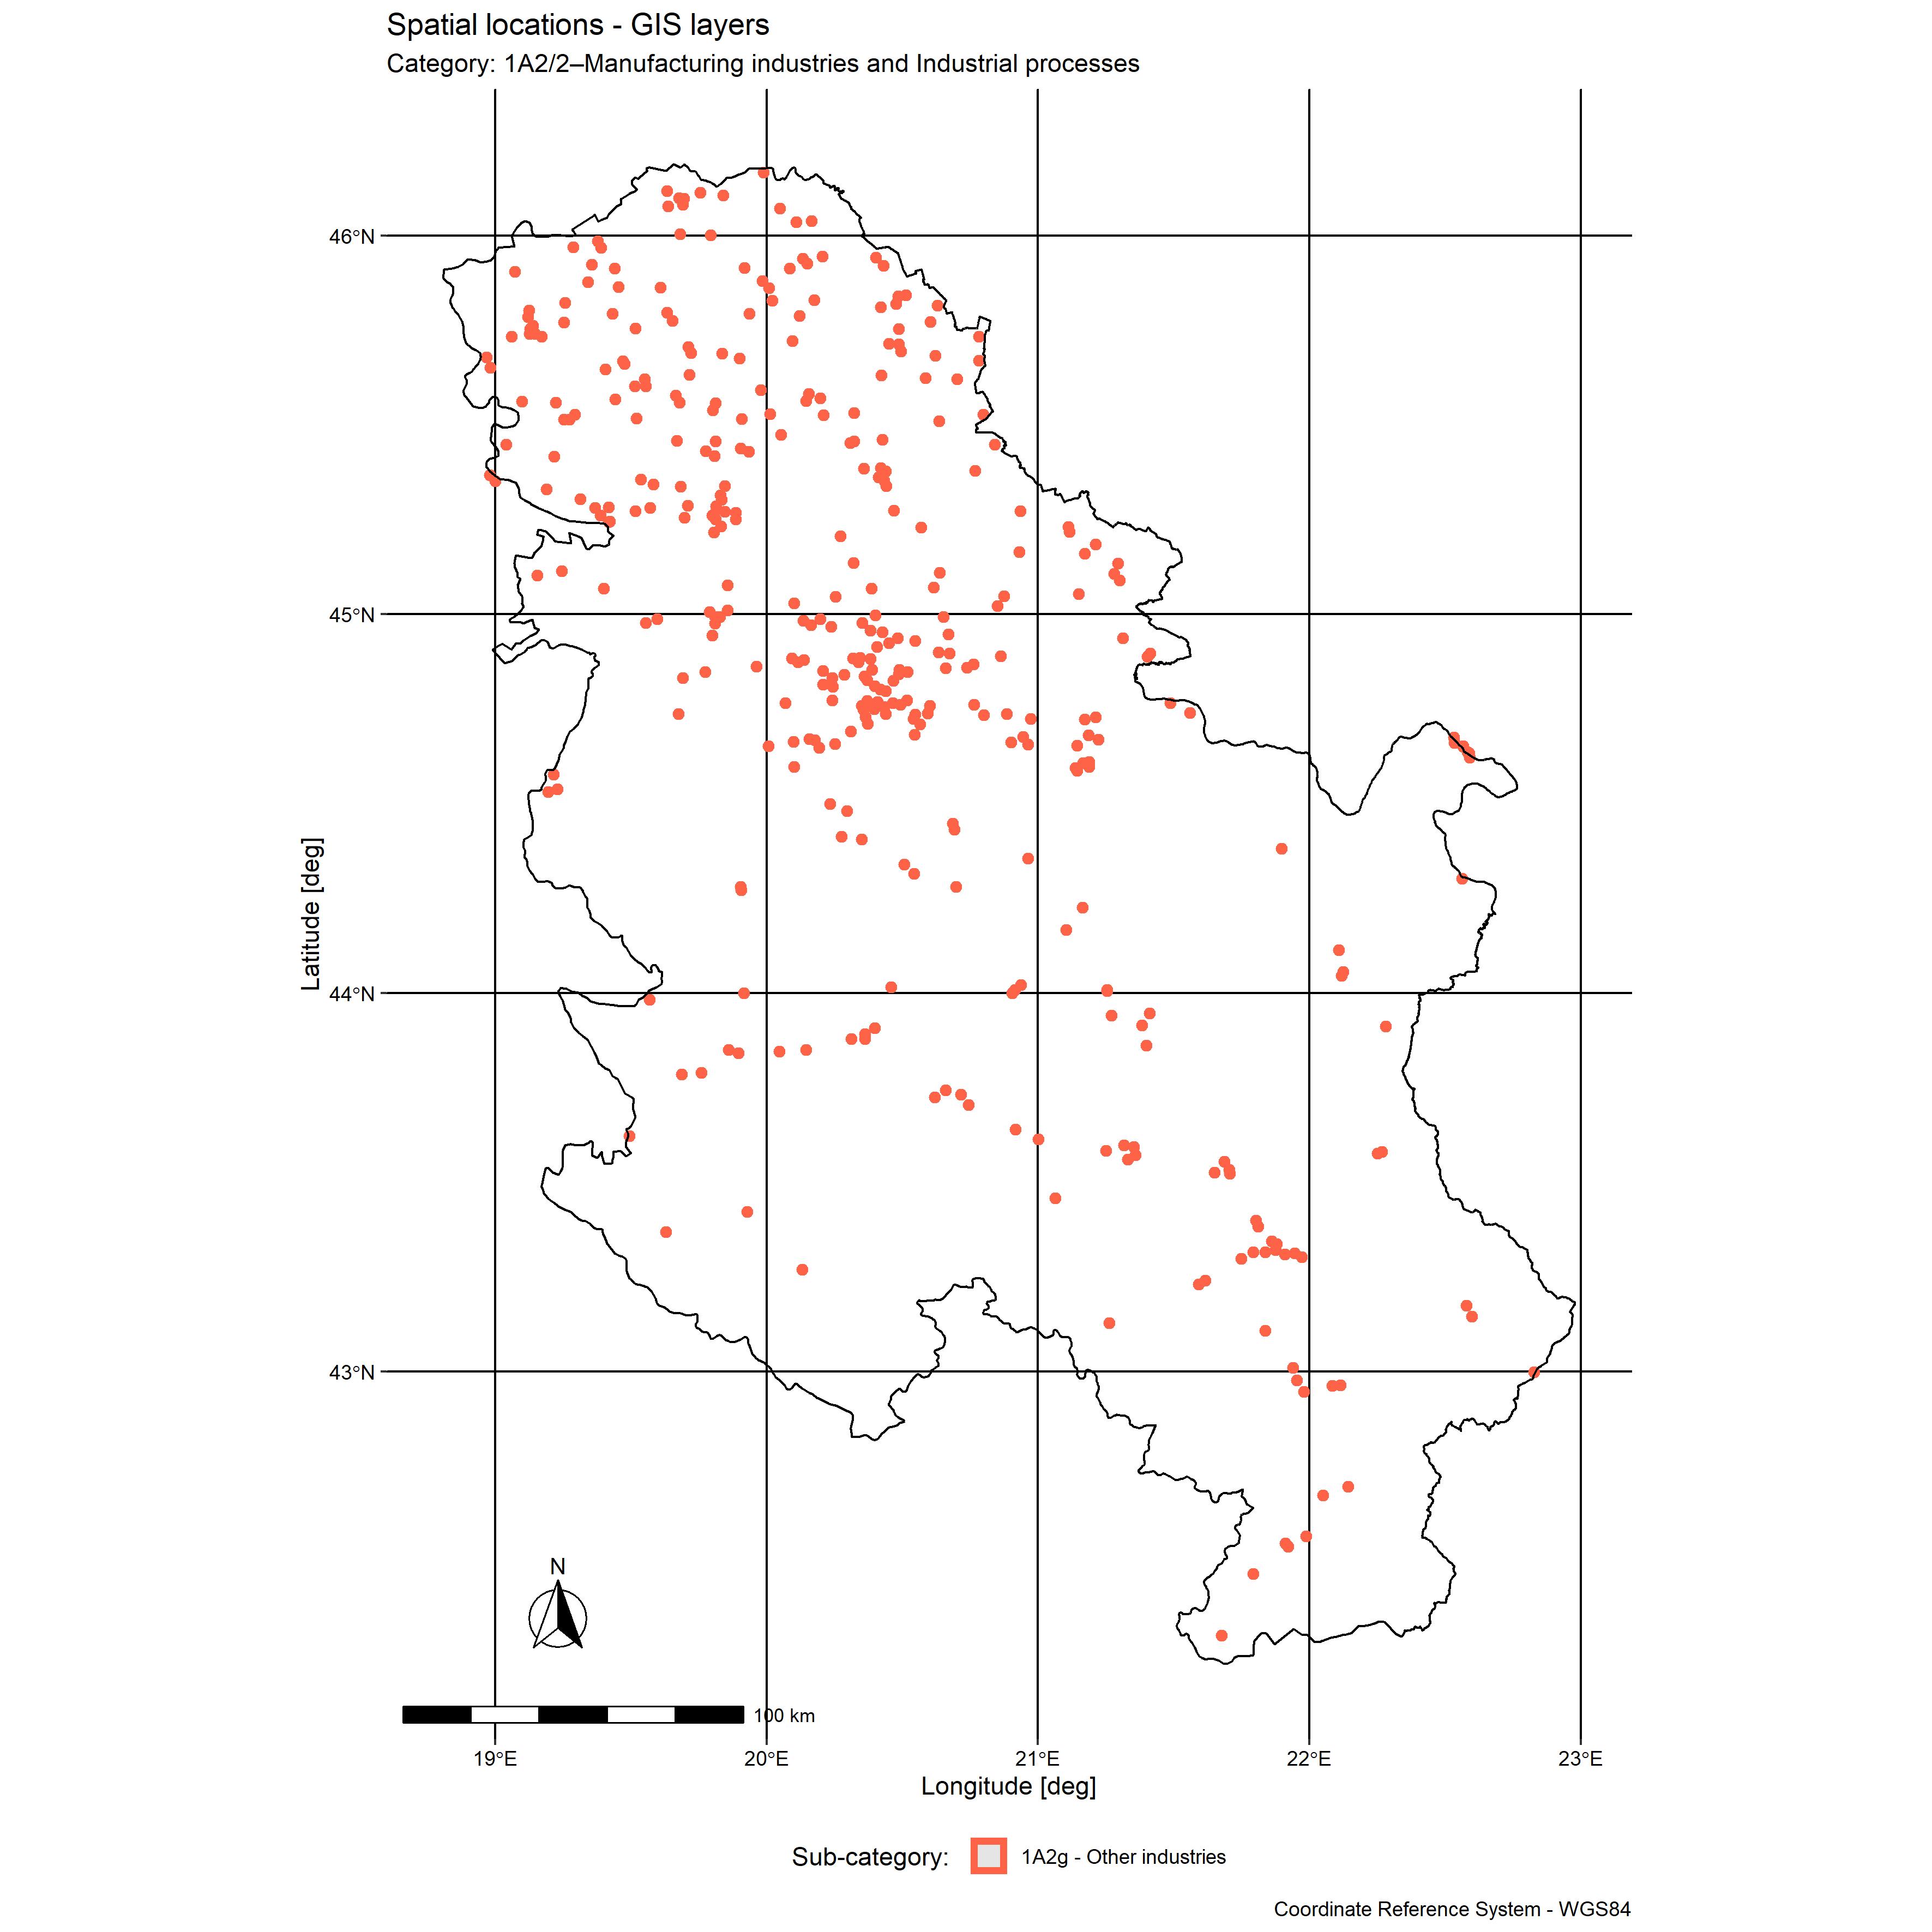 Spatial locations - GIS layers
Category: 1A2/2–Manufacturing industries and Industrial processes
46°N
45°N
44°N
43°N
Latitude [deg]
N
100 km
19°E 20°E 21°E 22°E 23°E
Longitude [deg]
Sub-category: 1A2g - Other industries
Coordinate Reference System - WGS84